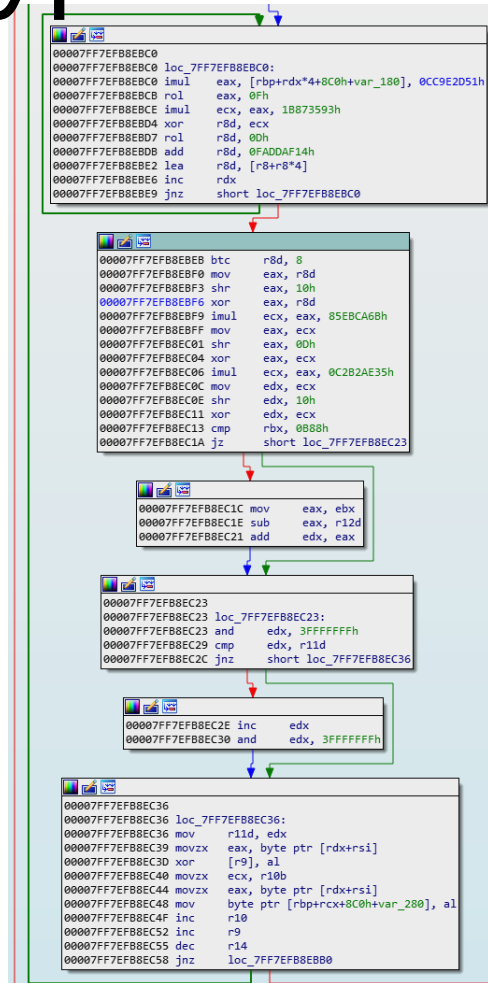 00007FF7EFB8EBC0
00007FF7EFB8EBC0 loc_7FF7EFB8EBC0:
00007FF7EFB8EBC0 imul eax, [rbp+rdx*4+8C0h+var_180], 0CC9E2D51h
00007FF7EFB8EBCB rol eax, 0Fh
00007FF7EFB8EBCE imul ecx, eax, 1B873593h
00007FF7EFB8EBD4 xor r8d, ecx
00007FF7EFB8EBD7 rol r8d, 0Dh
00007FF7EFB8EBDB add r8d, 0FADDAF14h
00007FF7EFB8EBE2 lea r8d, [r8+r8*4]
00007FF7EFB8EBE6 inc rdx
00007FF7EFB8EBE9 jnz short loc_7FF7EFB8EBC0
00007FF7EFB8EBEB btc r8d, 8
00007FF7EFB8EBF0 mov eax, r8d
00007FF7EFB8EBF3 shr eax, 10h
00007FF7EFB8EBF6 xor eax, r8d
00007FF7EFB8EBF9 imul ecx, eax, 85EBCA6Bh
00007FF7EFB8EBFF mov eax, ecx
00007FF7EFB8EC01 shr eax, 0Dh
00007FF7EFB8EC04 xor eax, ecx
00007FF7EFB8EC06 imul ecx, eax, 0C2B2AE35h
00007FF7EFB8EC0C mov edx, ecx
00007FF7EFB8EC0E shr edx, 10h
00007FF7EFB8EC11 xor edx, ecx
00007FF7EFB8EC13 cmp rbx, 0B88h
00007FF7EFB8EC1A jz short loc_7FF7EFB8EC23
00007FF7EFB8EC1C mov eax, ebx
00007FF7EFB8EC1E sub eax, r12d
00007FF7EFB8EC21 add edx, eax
00007FF7EFB8EC23
00007FF7EFB8EC23 loc_7FF7EFB8EC23:
00007FF7EFB8EC23 and edx, 3FFFFFFFh
00007FF7EFB8EC29 cmp edx, r11d
00007FF7EFB8EC2C jnz short loc_7FF7EFB8EC36
00007FF7EFB8EC2E inc edx
00007FF7EFB8EC30 and edx, 3FFFFFFFh
00007FF7EFB8EC36
00007FF7EFB8EC36 loc_7FF7EFB8EC36:
00007FF7EFB8EC36 mov r11d, edx
00007FF7EFB8EC39 movzx eax, byte ptr [rdx+rsi]
00007FF7EFB8EC3D xor [r9], al
00007FF7EFB8EC40 movzx ecx, r10b
00007FF7EFB8EC44 movzx eax, byte ptr [rdx+rsi]
00007FF7EFB8EC48 mov byte ptr [rbp+rcx+8C0h+var_280], al
00007FF7EFB8EC4F inc r10
00007FF7EFB8EC52 inc r9
00007FF7EFB8EC55 dec r14
00007FF7EFB8EC58 jnz loc_7FF7EFB8EBB0